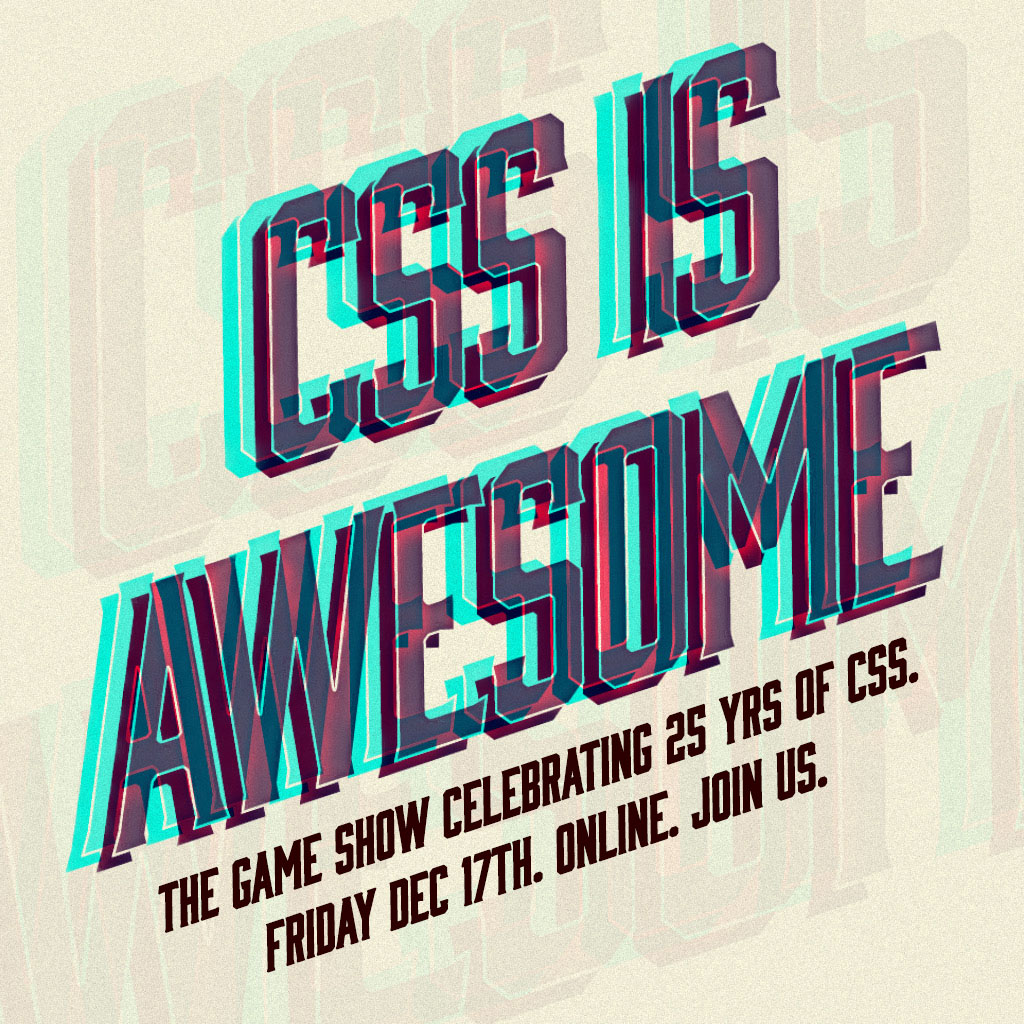 CSS IS
AWESOME
THE GAME SHOW CELEBRATING 25 YRS OF CSS.
FRIDAY DEC 17TH. ONLINE. JOIN US.